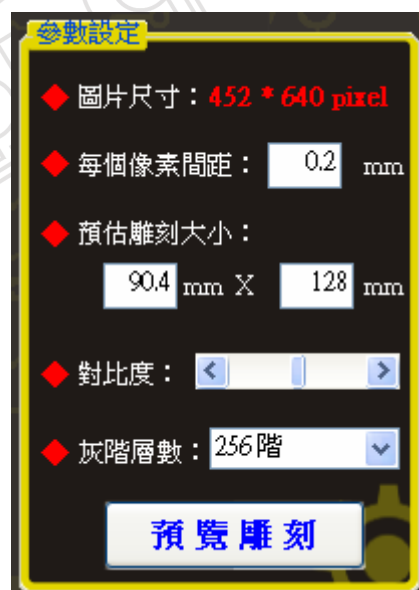 參數設定
◆ 圖片尺寸：452 * 640 pixel
◆ 每個像素間距： 0.2 mm
◆ 預估雕刻大小：
90.4 mm X 128 mm
◆ 對比度：
◆ 灰階層數：256階
預覽雕刻